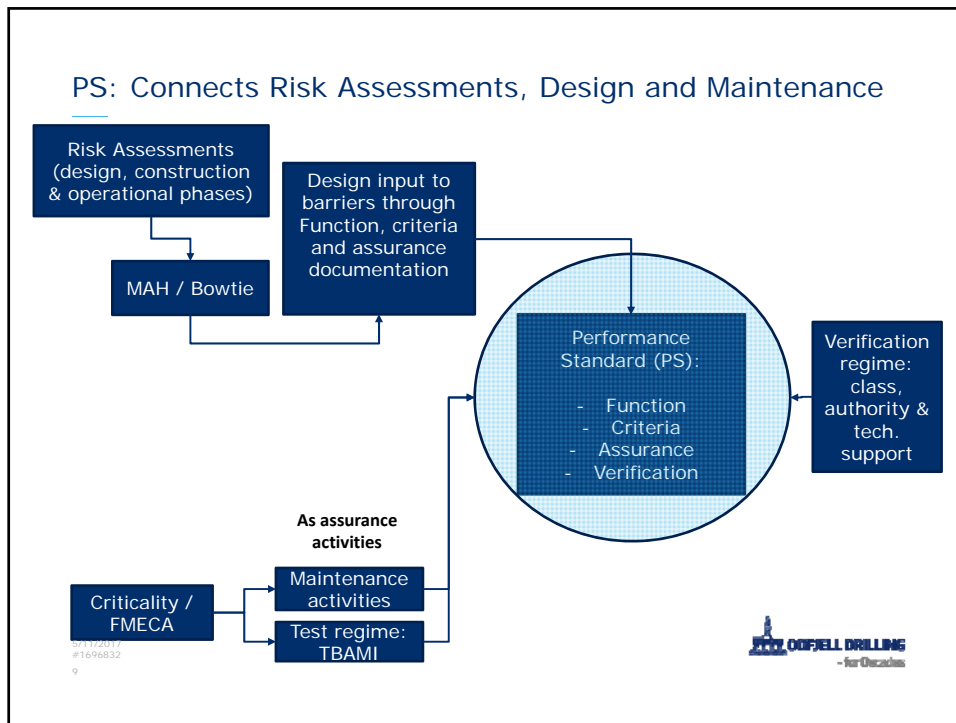 PS: Connects Risk Assessments, Design and Maintenance
Risk Assessments
(design, construction
& operational phases)
MAH / Bowtie
Design input to
barriers through
Function, criteria
and assurance
documentation
Performance
Standard (PS):
- Function
- Criteria
- Assurance
- Verification
Verification
regime:
class,
authority &
tech.
support
As assurance
activities
Maintenance
activities
Criticality /
FMECA
Test regime:
TBAMI
5/11/2017
#1696832
9
ODFJELL DRILLING
- for Decades